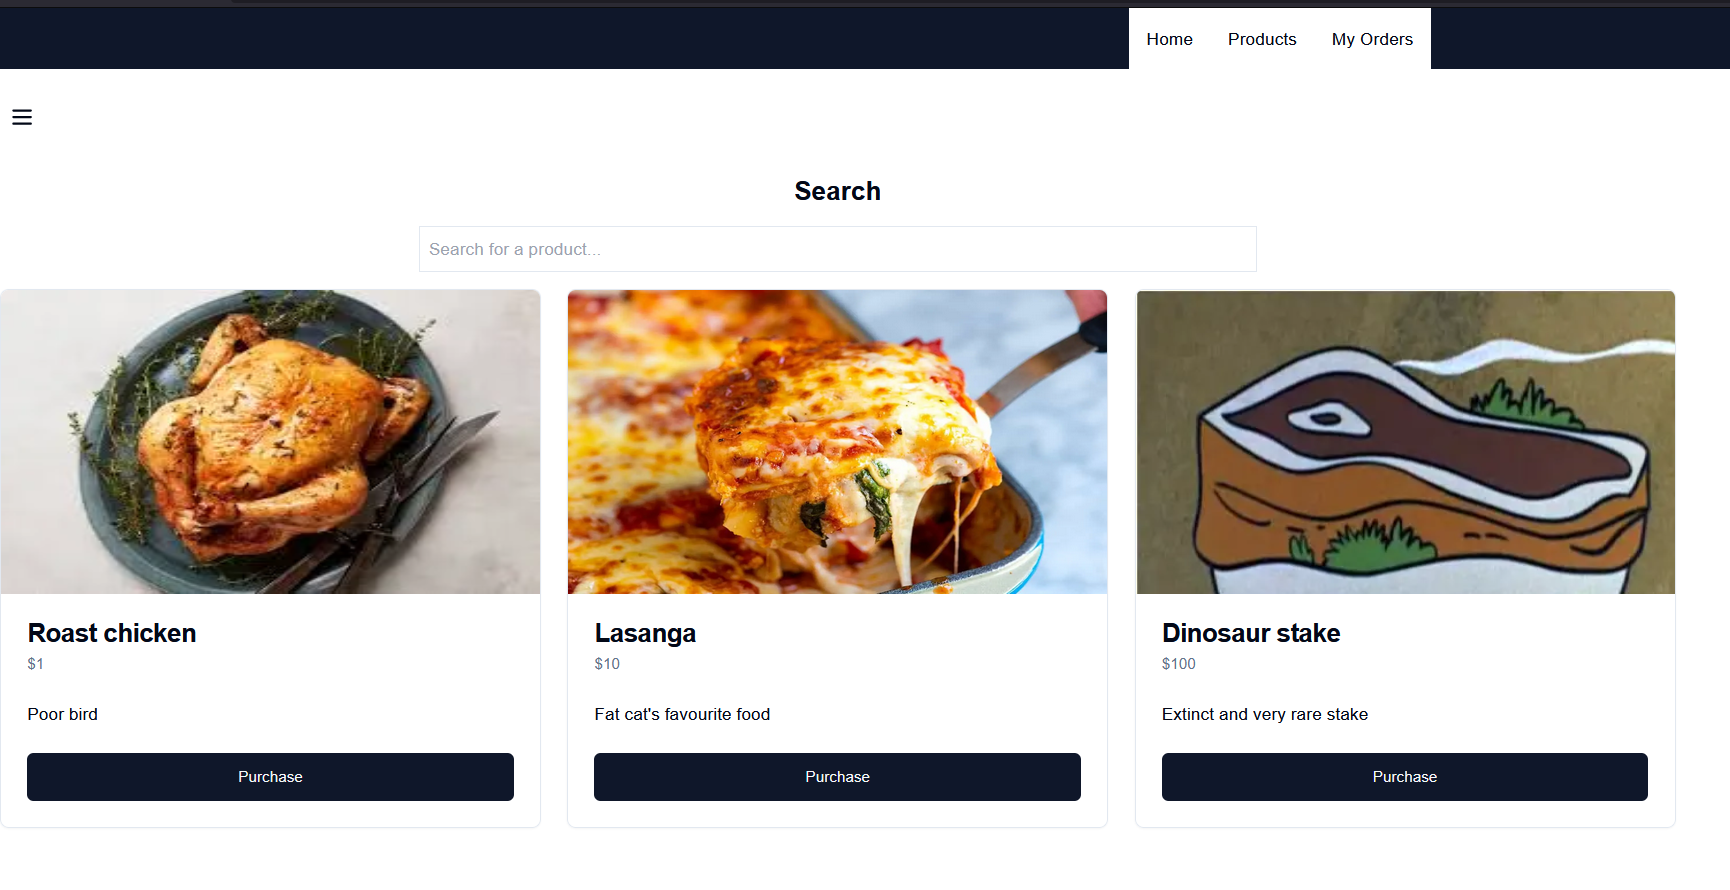 Home Products My Orders
Search
Search for a product...
Roast chicken
$1
Poor bird
Purchase
Lasanga
$10
Fat cat's favourite food
Purchase
Dinosaur stake
$100
Extinct and very rare stake
Purchase